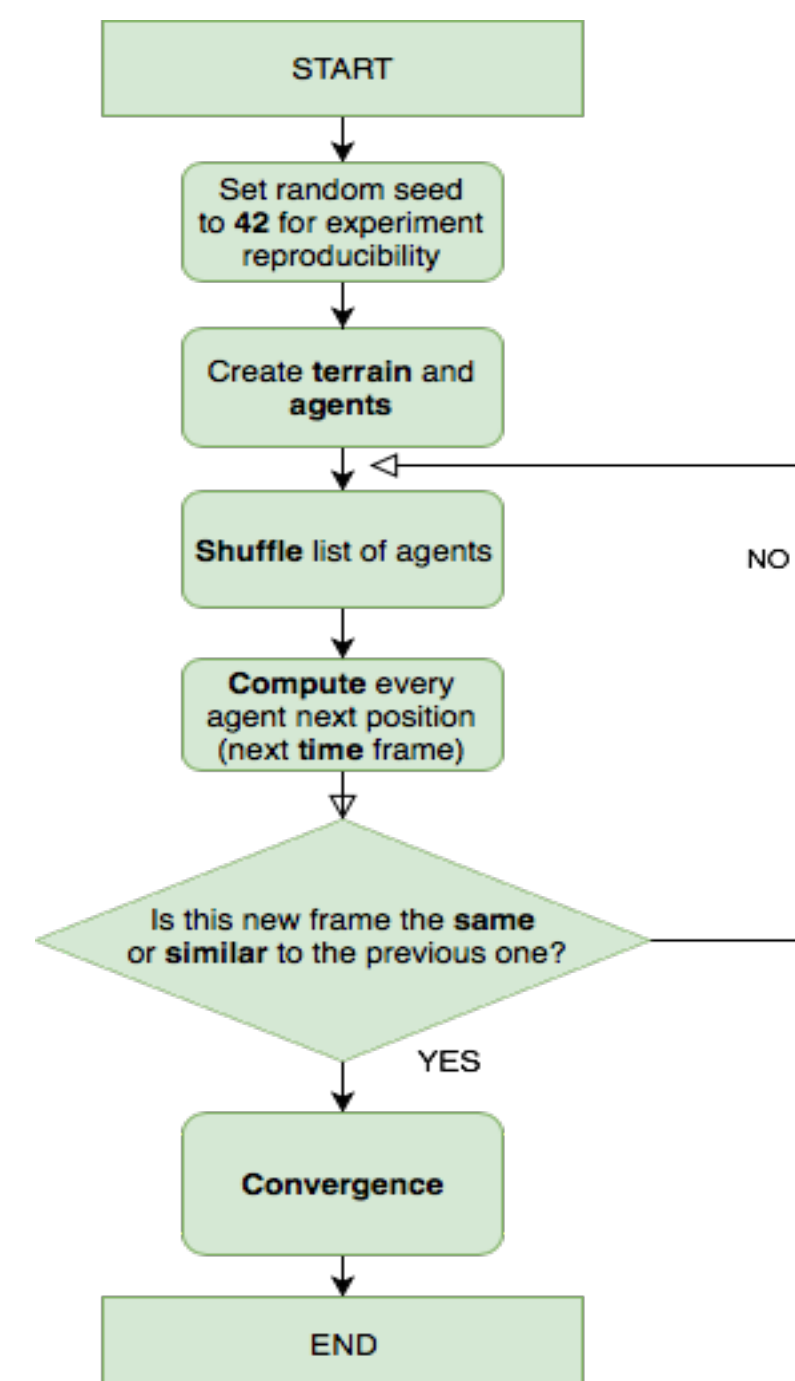 START
Set random seed
to 42 for experiment
reproducibility
Create terrain and
agents
Shuffle list of agents
NO
Compute every
agent next position
(next time frame)
Is this new frame the same
or similar to the previous one?
YES
Convergence
END